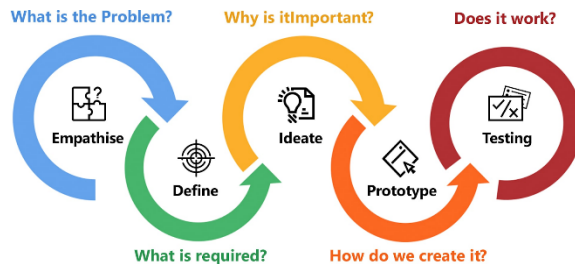 What is the Problem?
Why is itImportant?
Does it work?
?
Empathise
Ideate
Testing
Define
Prototype
What is required?
How do we create it?